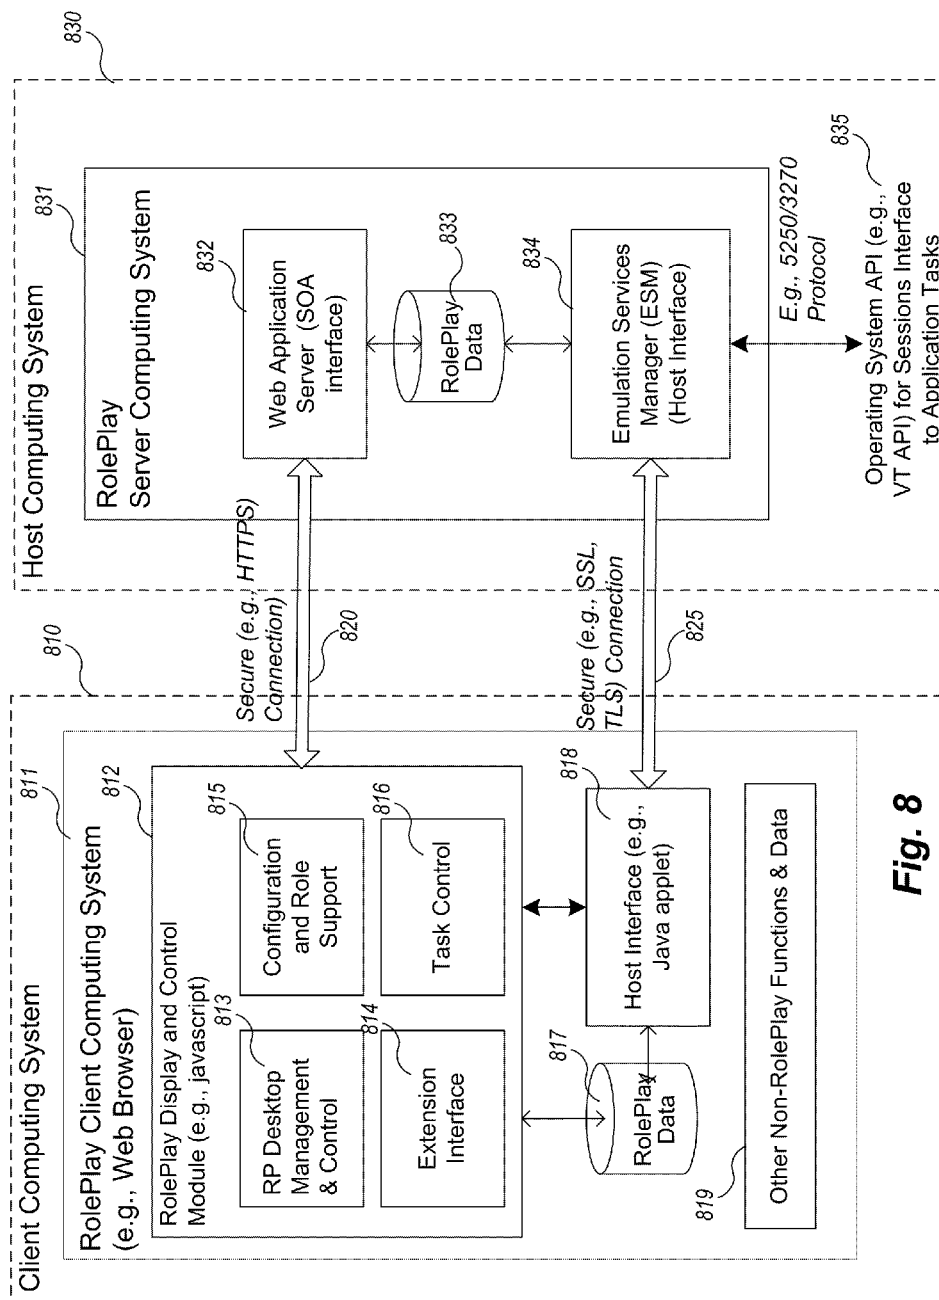 Client Computing System
810
RolePlay Client Computing System
(e.g., Web Browser)
811
RolePlay Display and Control
Module (e.g., javascript)
812
RP Desktop
Management
& Control
813
Configuration
and Role
Support
815
Extension
Interface
814
Task Control
816
RolePlay
Data
817
Host Interface (e.g.,
Java applet)
818
Other Non-RolePlay Functions & Data
819
Secure (e.g., HTTPS)
Connection)
820
Secure (e.g., SSL,
TLS) Connection
825
Host Computing System
830
RolePlay
Server Computing System
831
Web Application
Server (SOA
interface)
832
RolePlay
Data
833
Emulation Services
Manager (ESM)
(Host Interface)
834
E.g., 5250/3270
Protocol
Operating System API (e.g.,
VT API) for Sessions Interface
to Application Tasks
835
Fig. 8